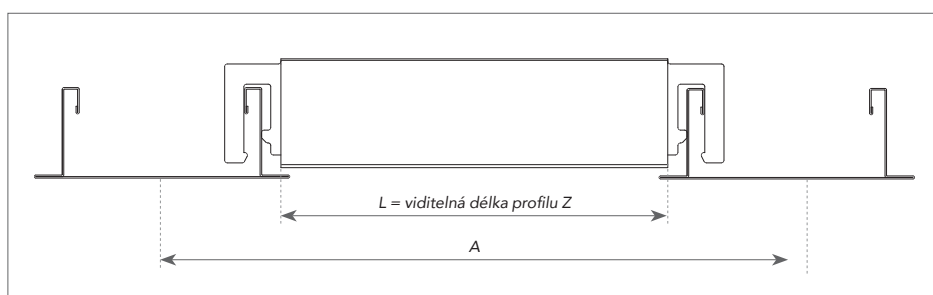 L = viditelná délka profilu Z
A